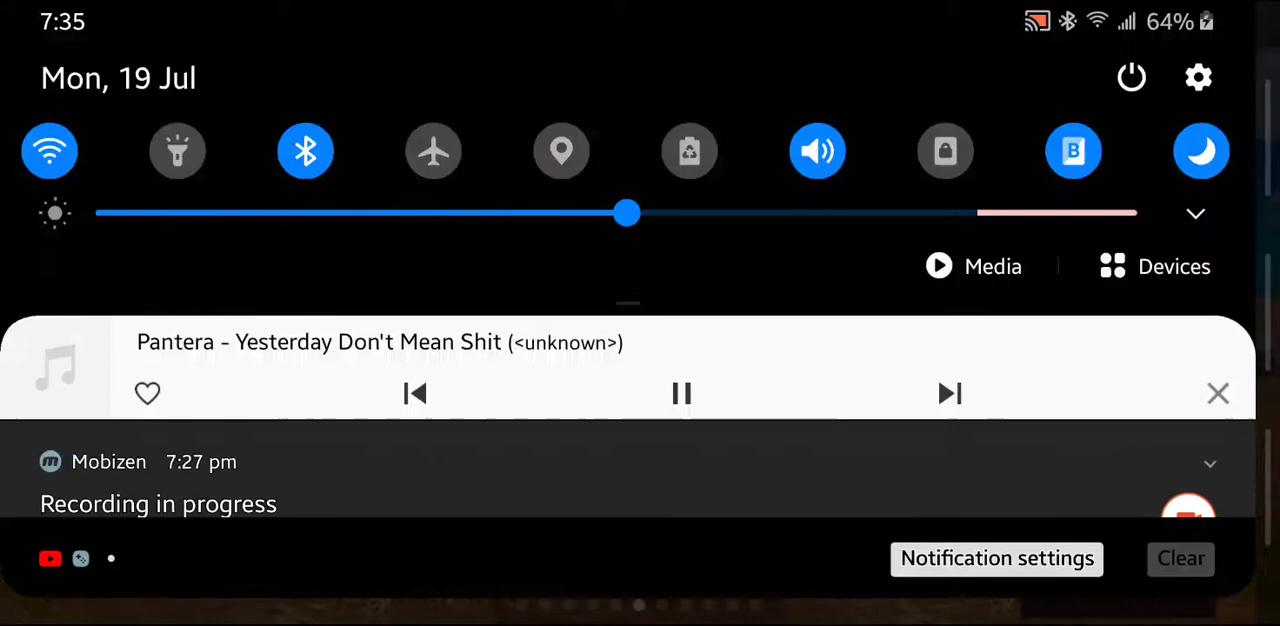 7:35
64%
Mon, 19 Jul
B
Media
Devices
Pantera - Yesterday Don't Mean Shit (<unknown>)
m Mobizen 7:27 pm
Recording in progress
Notification settings
Clear